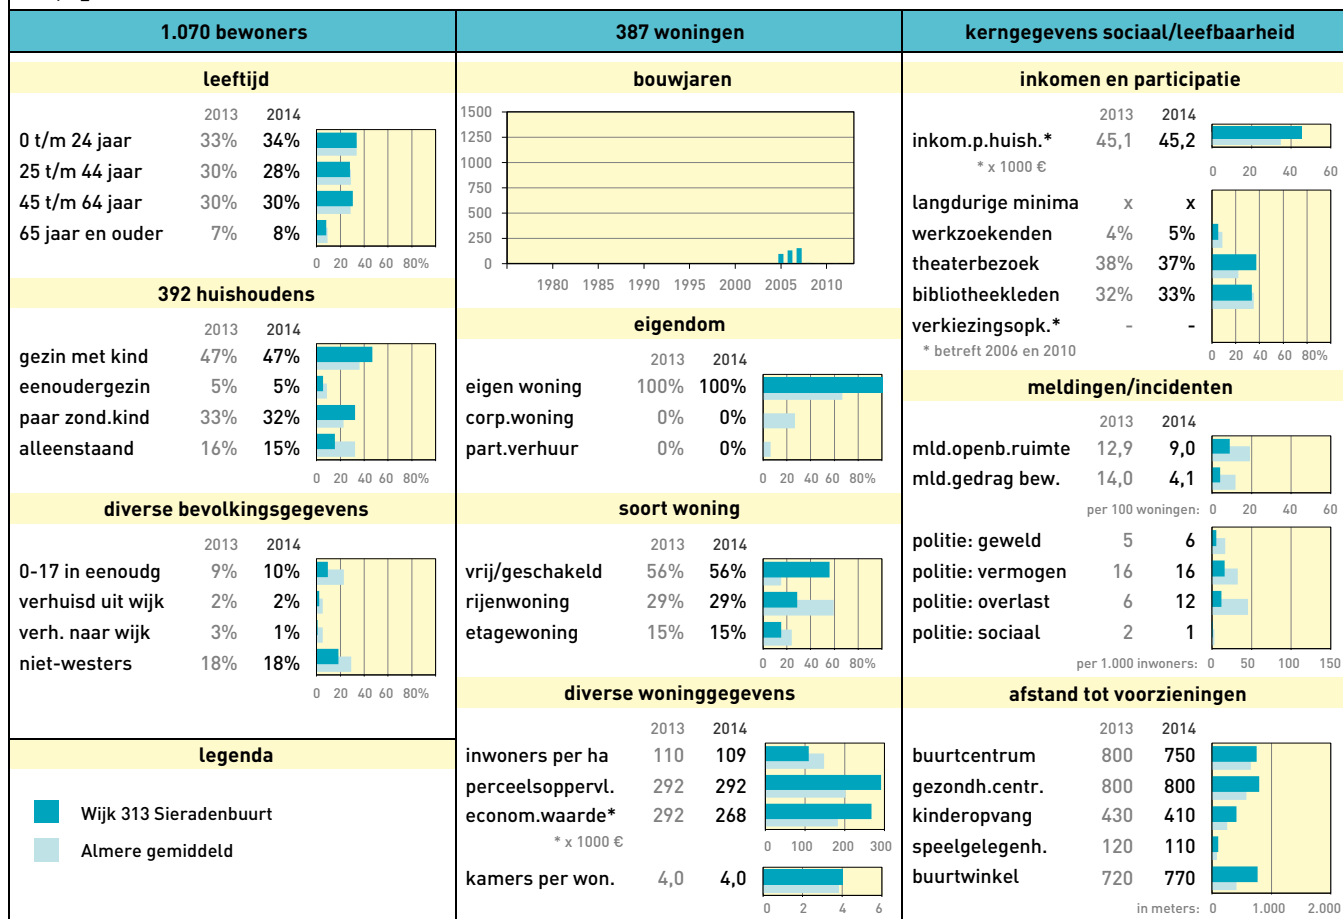 1.070 bewoners
leeftijd
2013 2014
0 t/m 24 jaar 33% 34%
25 t/m 44 jaar 30% 28%
45 t/m 64 jaar 30% 30%
65 jaar en ouder 7% 8%
0 20 40 60 80%
392 huishoudens
2013 2014
gezin met kind 47% 47%
eenoudergezin 5% 5%
paar zond.kind 33% 32%
alleenstaand 16% 15%
0 20 40 60 80%
diverse bevolkingsgegevens
2013 2014
0-17 in eenoudg 9% 10%
verhuisd uit wijk 2% 2%
verh. naar wijk 3% 1%
niet-westers 18% 18%
0 20 40 60 80%
legenda
Wijk 313 Sieradenbuurt
Almere gemiddeld
387 woningen
bouwjaren
1500
1250
1000
750
500
250
0
1980 1985 1990 1995 2000 2005 2010
eigendom
2013 2014
eigen woning 100% 100%
corp.woning 0% 0%
part.verhuur 0% 0%
0 20 40 60 80%
soort woning
2013 2014
vrij/geschakeld 56% 56%
rijenwoning 29% 29%
etagewoning 15% 15%
0 20 40 60 80%
diverse woninggegevens
2013 2014
inwoners per ha 110 109
perceelsoppervl. 292 292
econom.waarde* 292 268
* x 1000 €
0 100 200 300
kamers per won. 4,0 4,0
0 2 4 6
kerngegevens sociaal/leefbaarheid
inkomen en participatie
2013 2014
inkom.p.huish.* 45,1 45,2
* x 1000 €
0 20 40 60
langdurige minima x x
werkzoekenden 4% 5%
theaterbezoek 38% 37%
bibliotheekleden 32% 33%
verkiezingsopk.* - -
* betreft 2006 en 2010
0 20 40 60 80%
meldingen/incidenten
2013 2014
mld.openb.ruimte 12,9 9,0
mld.gedrag bew. 14,0 4,1
per 100 woningen: 0 20 40 60
politie: geweld 5 6
politie: vermogen 16 16
politie: overlast 6 12
politie: sociaal 2 1
per 1.000 inwoners: 0 50 100 150
afstand tot voorzieningen
2013 2014
buurtcentrum 800 750
gezondh.centr. 800 800
kinderopvang 430 410
speelgelegenh. 120 110
buurtwinkel 720 770
in meters: 0 1.000 2.000